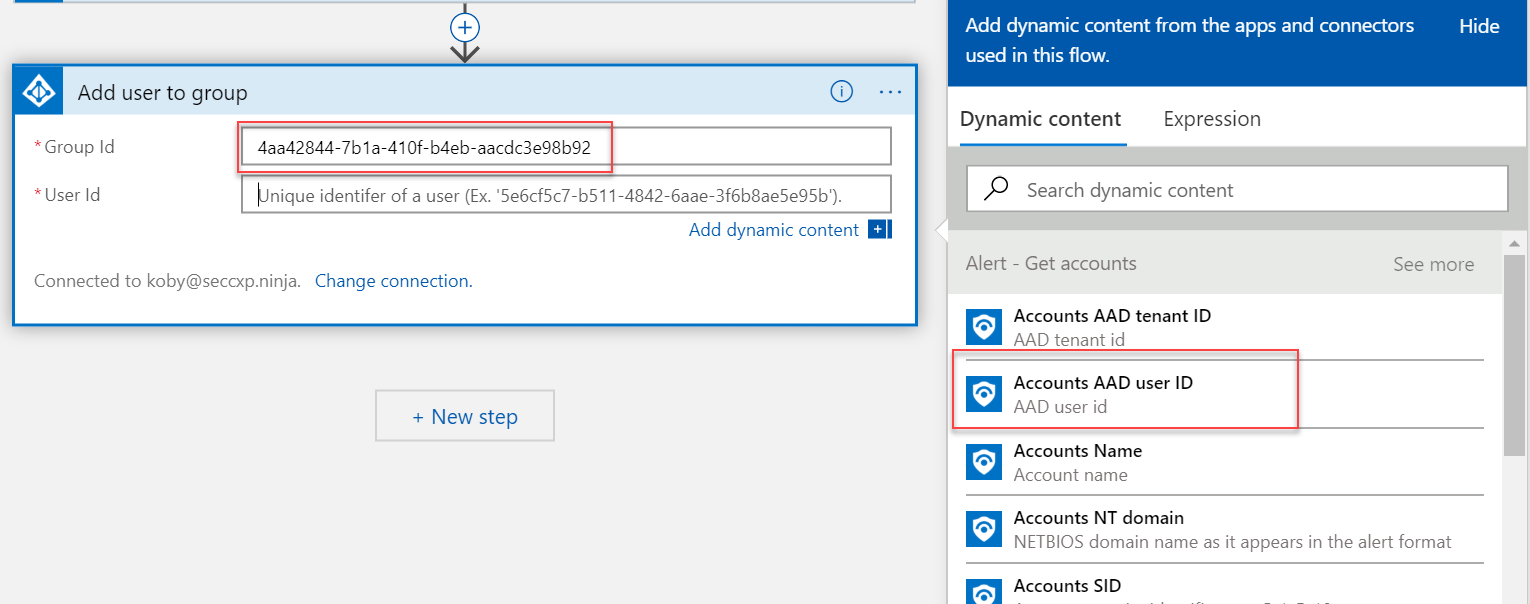 Add user to group
* Group Id
4aa42844-7b1a-410f-b4eb-aacdc3e98b92
* User Id
Unique identifer of a user (Ex. '5e6cf5c7-b511-4842-6aae-3f6b8ae5e95b').
Add dynamic content
Connected to koby@seccxp.ninja. Change connection.
+ New step
Add dynamic content from the apps and connectors
used in this flow.
Hide
Dynamic content
Expression
Search dynamic content
Alert - Get accounts
See more
Accounts AAD tenant ID
AAD tenant id
Accounts AAD user ID
AAD user id
Accounts Name
Account name
Accounts NT domain
NETBIOS domain name as it appears in the alert format
Accounts SID